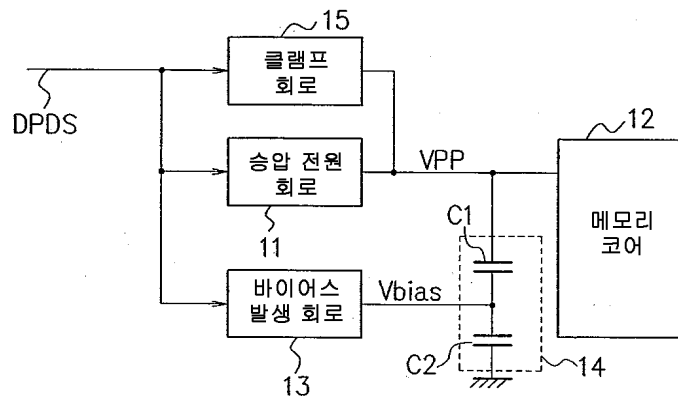 15
클램프
회로
DPDS
12
승압 전원
회로
VPP
11
C1
메모리
코어
바이어스
발생 회로
Vbias
13
C2
14